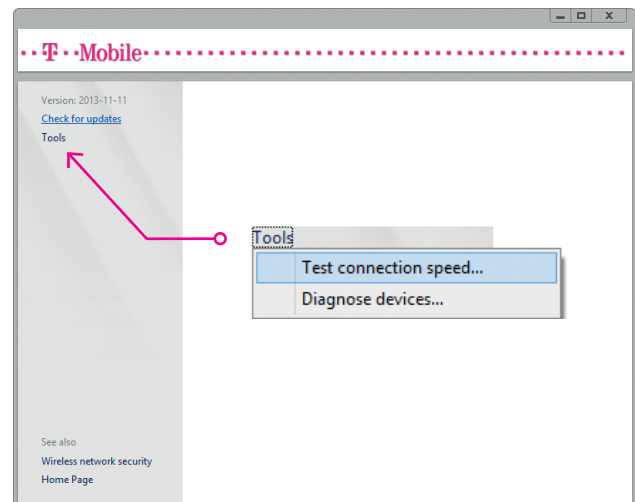 T Mobile
Version: 2013-11-11
Check for updates
Tools
Tools
Test connection speed...
Diagnose devices...
See also
Wireless network security
Home Page